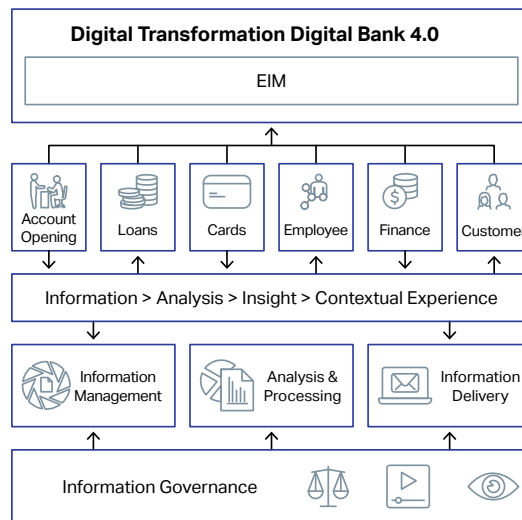 Digital Transformation Digital Bank 4.0
EIM
Account
Opening
Loans
Cards
Employee
Finance
Customer
Information > Analysis > Insight > Contextual Experience
Information
Management
Analysis &
Processing
Information
Delivery
Information Governance